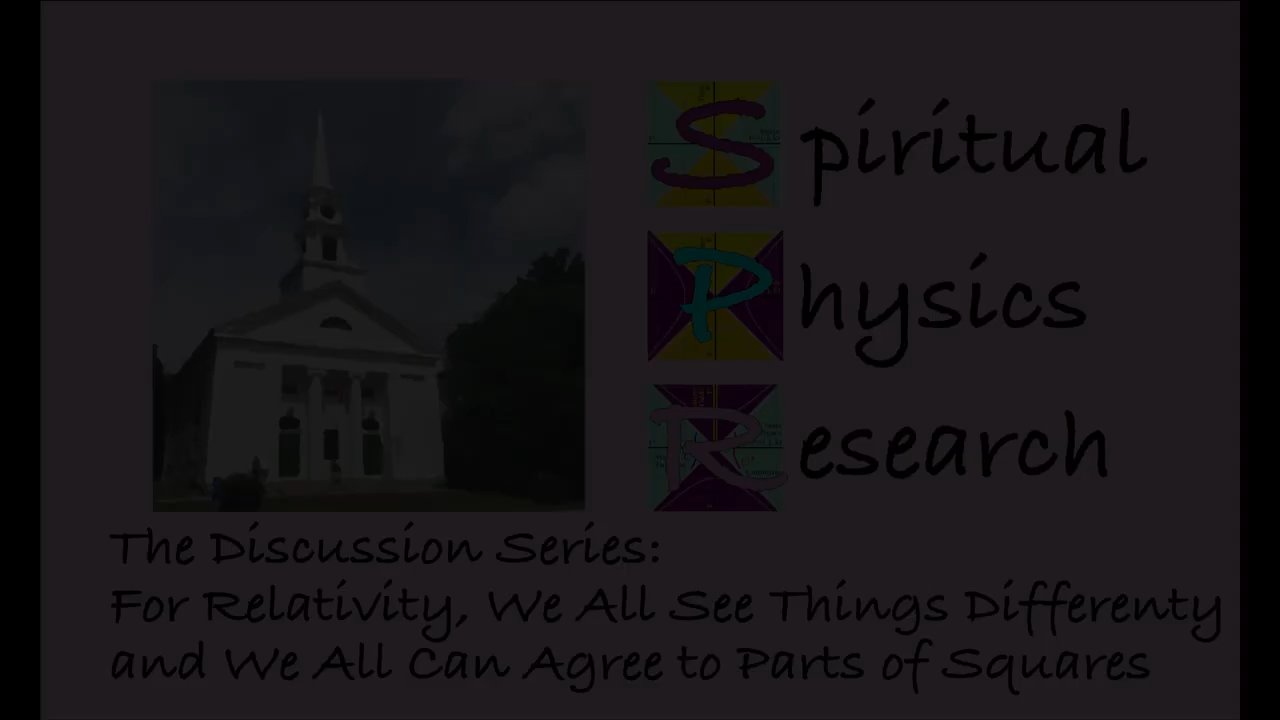 Spiritual
Physics
Research
The Discussion Series:
For Relativity, We All See Things Differenty
and We All Can Agree to Parts of Squares